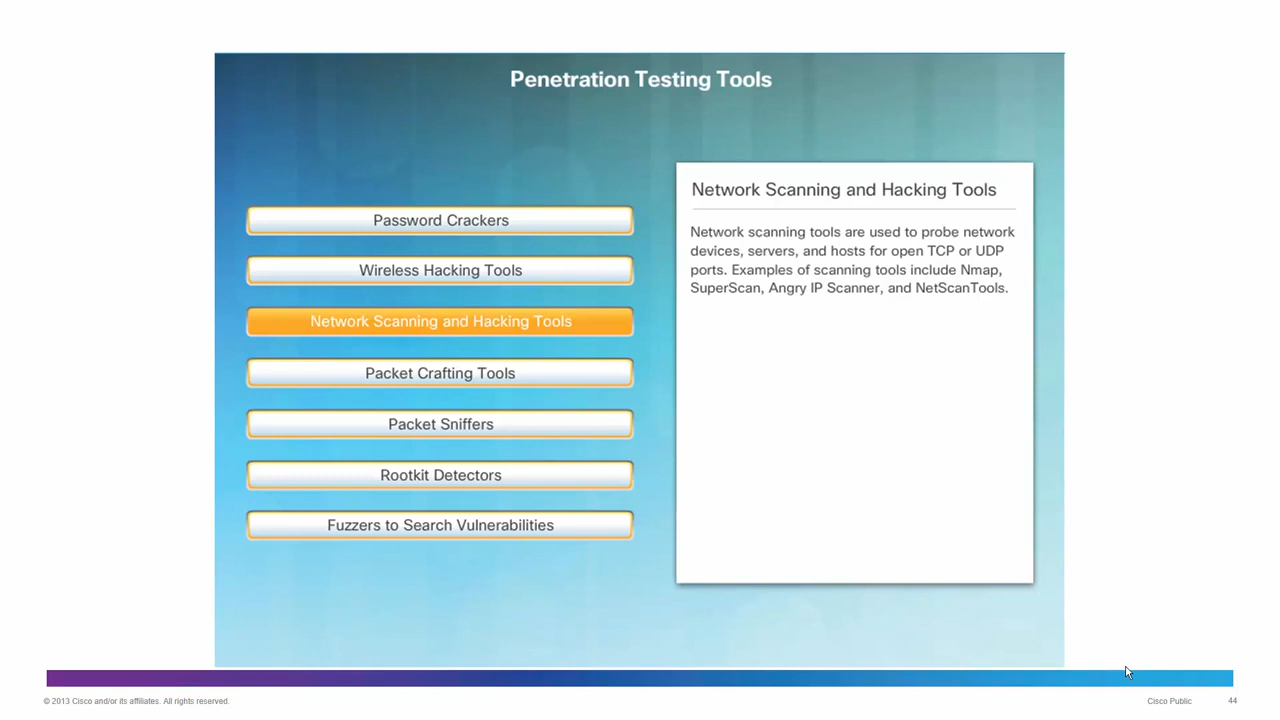 Penetration Testing Tools
Password Crackers
Wireless Hacking Tools
Network Scanning and Hacking Tools
Packet Crafting Tools
Packet Sniffers
Rootkit Detectors
Fuzzers to Search Vulnerabilities
Network Scanning and Hacking Tools
Network scanning tools are used to probe network
devices, servers, and hosts for open TCP or UDP
ports. Examples of scanning tools include Nmap,
SuperScan, Angry IP Scanner, and NetScanTools.
© 2013 Cisco and/or its affiliates. All rights reserved.
Cisco Public
44